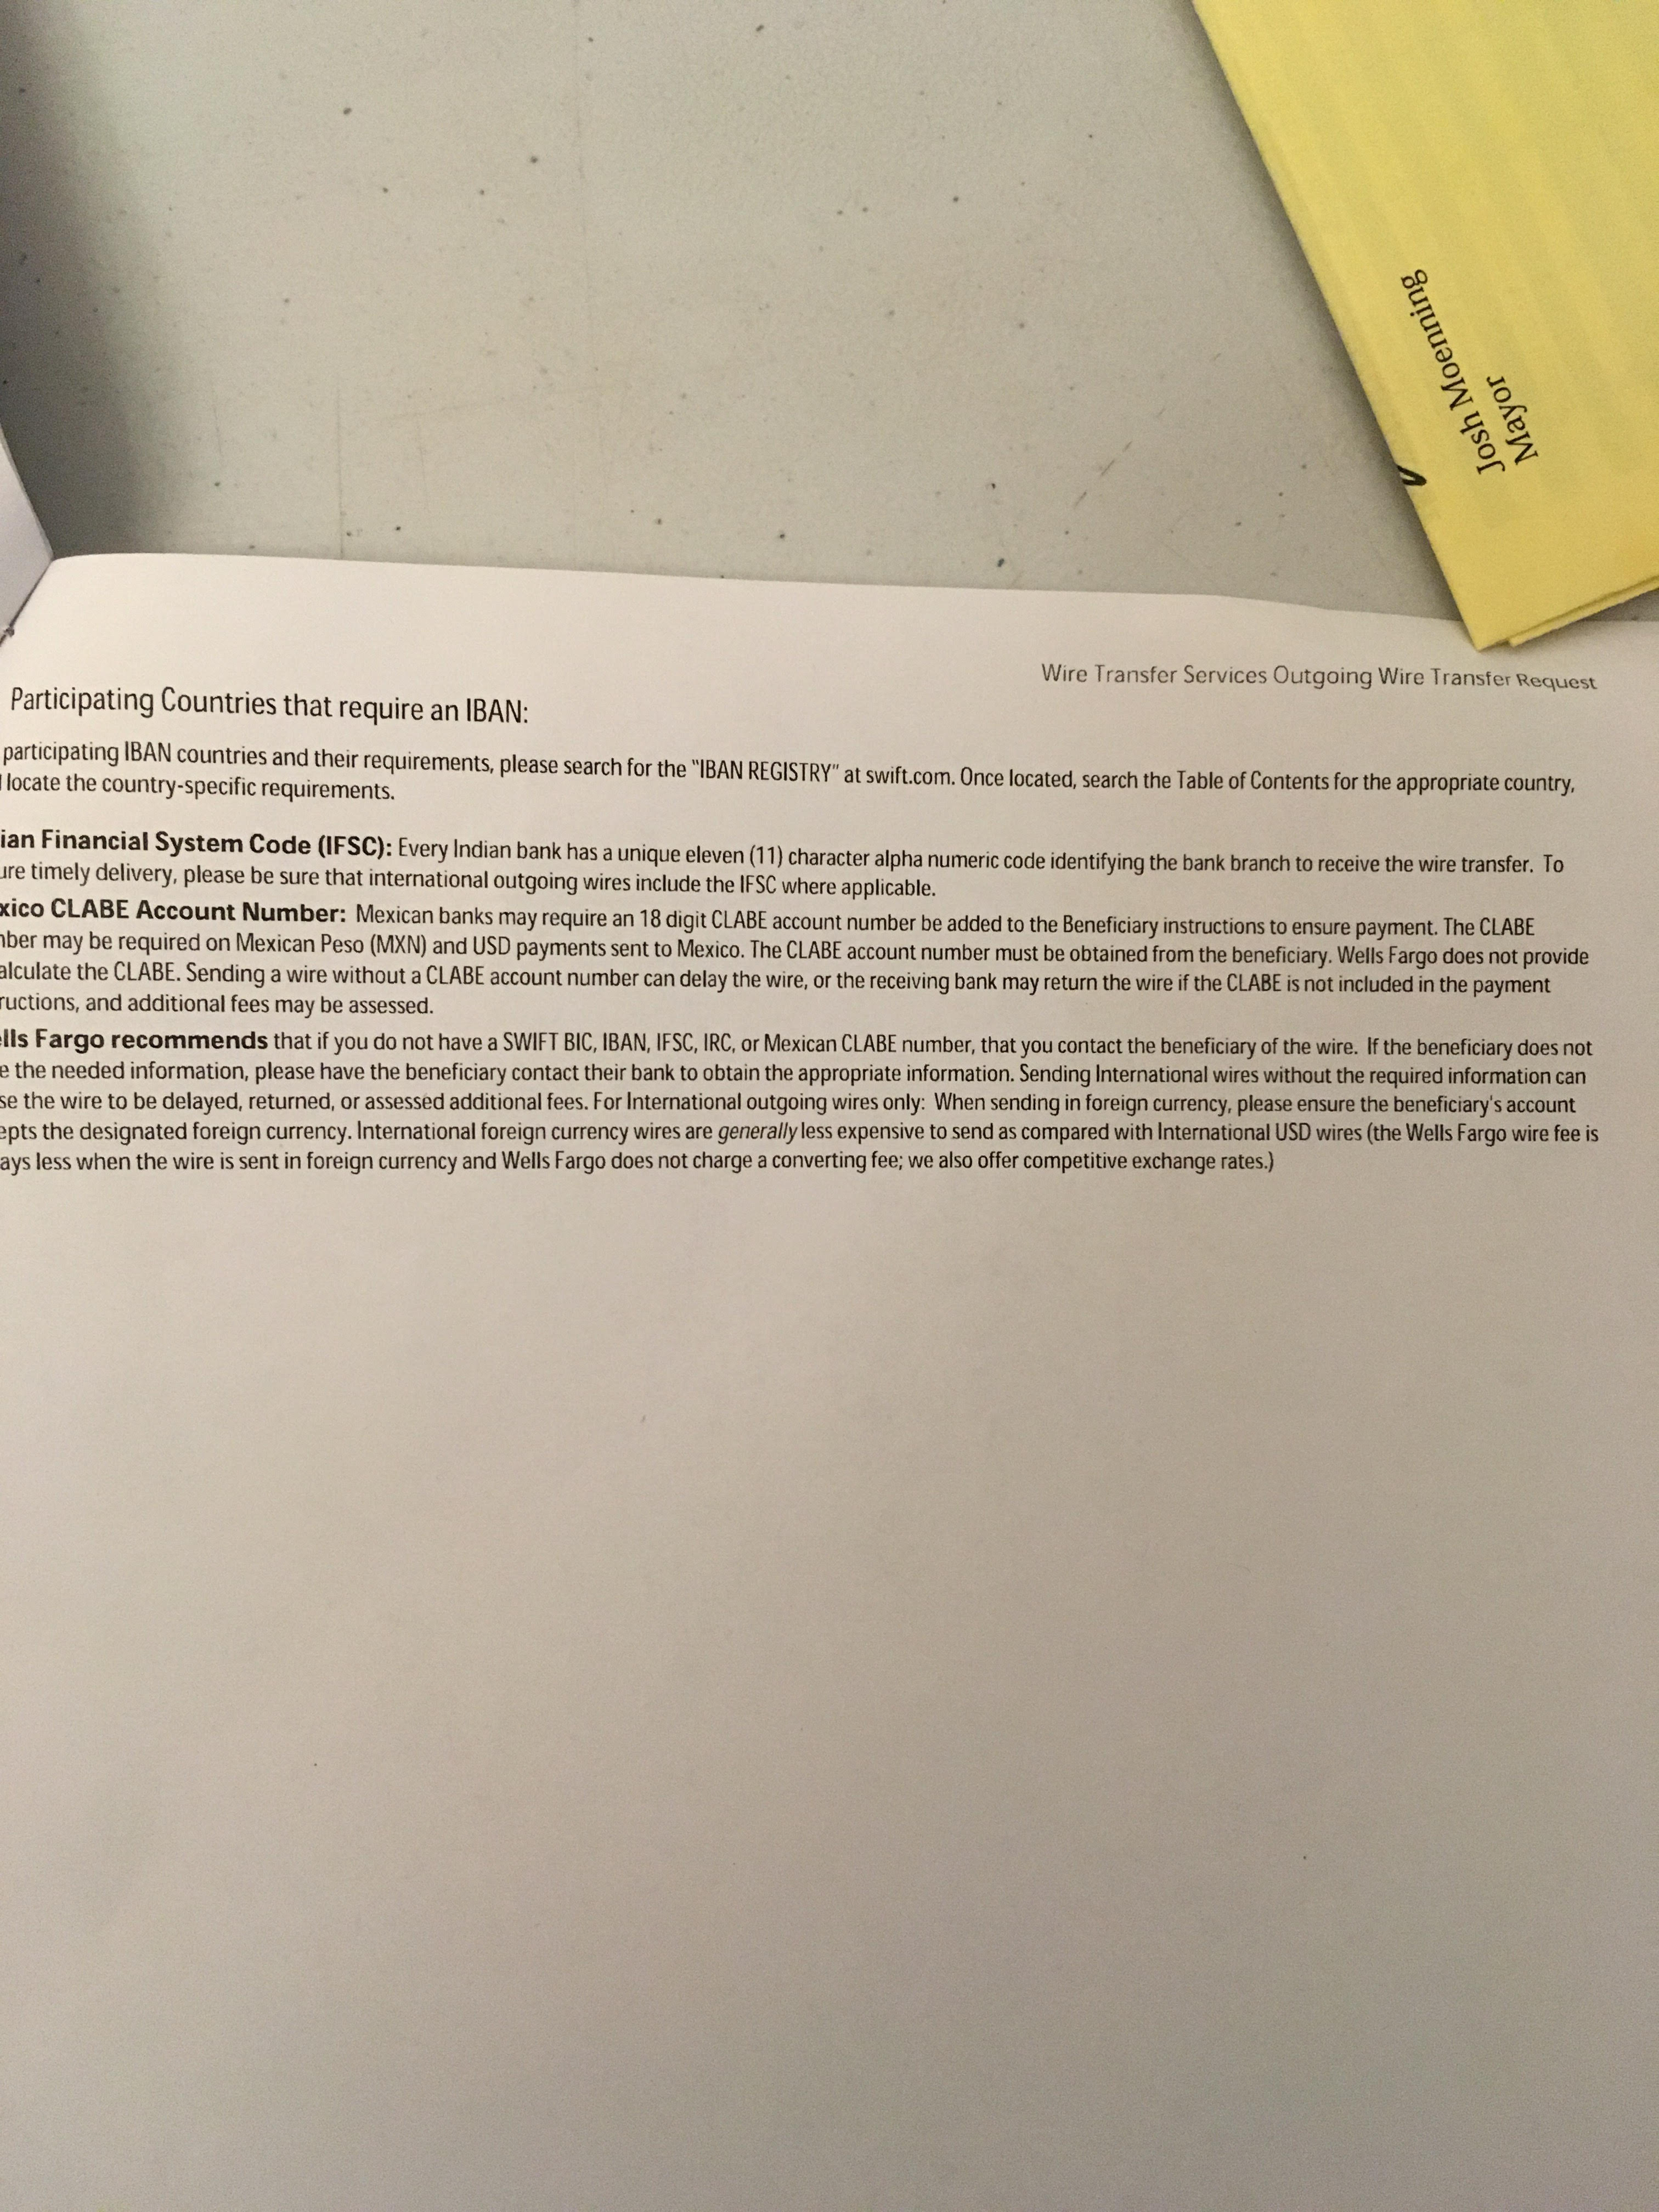 Josh Moenning
Mayor
Wire Transfer Services Outgoing Wire Transfer Request
Participating Countries that require an IBAN:
participating IBAN countries and their requirements, please search for the "IBAN REGISTRY" at swift.com. Once located, search the Table of Contents for the appropriate country,
locate the country-specific requirements.
ian Financial System Code (IFSC): Every Indian bank has a unique eleven (11) character alpha numeric code identifying the bank branch to receive the wire transfer. To
ure timely delivery, please be sure that international outgoing wires include the IFSC where applicable.
xico CLABE Account Number: Mexican banks may require an 18 digit CLABE account number be added to the Beneficiary instructions to ensure payment. The CLABE
nber may be required on Mexican Peso (MXN) and USD payments sent to Mexico. The CLABE account number must be obtained from the beneficiary. Wells Fargo does not provide
alculate the CLABE. Sending a wire without a CLABE account number can delay the wire, or the receiving bank may return the wire if the CLABE is not included in the payment
ructions, and additional fees may be assessed.
ells Fargo recommends that if you do not have a SWIFT BIC, IBAN, IFSC, IRC, or Mexican CLABE number, that you contact the beneficiary of the wire. If the beneficiary does not
e the needed information, please have the beneficiary contact their bank to obtain the appropriate information. Sending International wires without the required information can
se the wire to be delayed, returned, or assessed additional fees. For International outgoing wires only: When sending in foreign currency, please ensure the beneficiary's account
epts the designated foreign currency. International foreign currency wires are generally less expensive to send as compared with International USD wires (the Wells Fargo wire fee is
ays less when the wire is sent in foreign currency and Wells Fargo does not charge a converting fee; we also offer competitive exchange rates.)